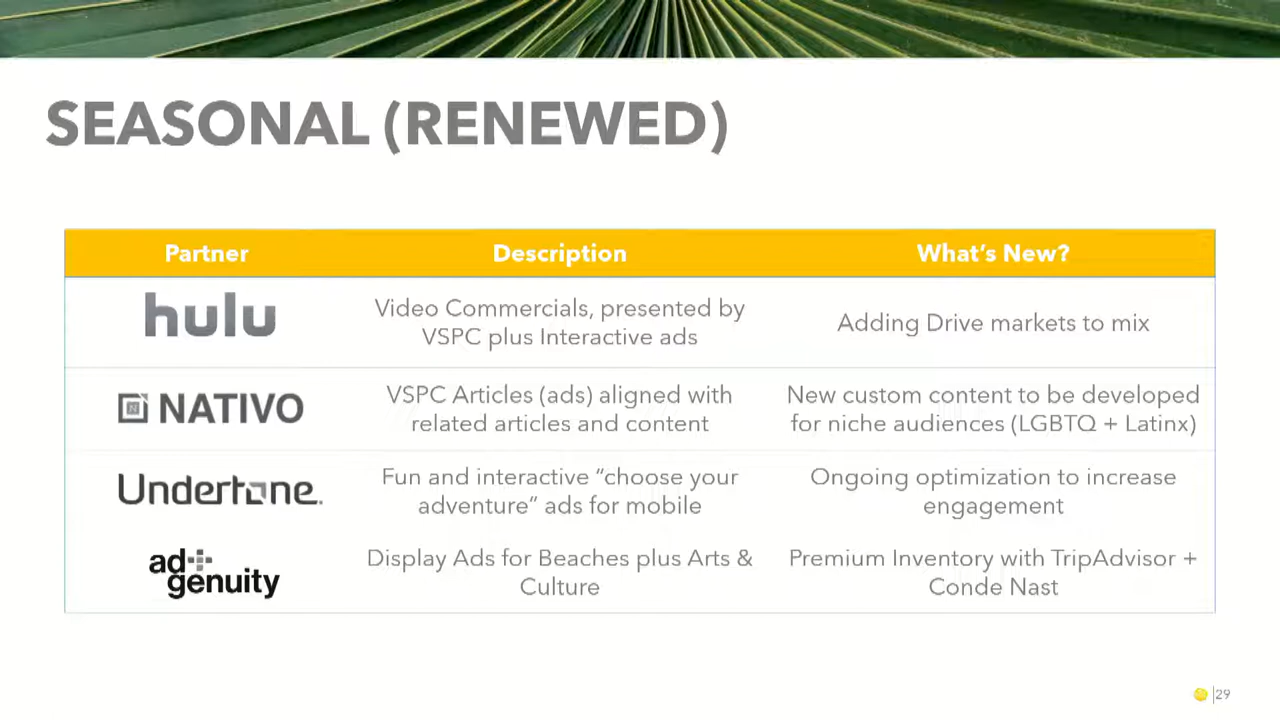 SEASONAL (RENEWED)
Partner
Description
What's New?
hulu
Video Commercials, presented by
VSPC plus Interactive ads
Adding Drive markets to mix
N NATIVO
VSPC Articles (ads) aligned with
related articles and content
New custom content to be developed
for niche audiences (LGBTQ + Latinx)
Undertone.
Fun and interactive “choose your
adventure” ads for mobile
Ongoing optimization to increase
engagement
ad+
genuity
Display Ads for Beaches plus Arts &
Culture
Premium Inventory with TripAdvisor +
Conde Nast
29